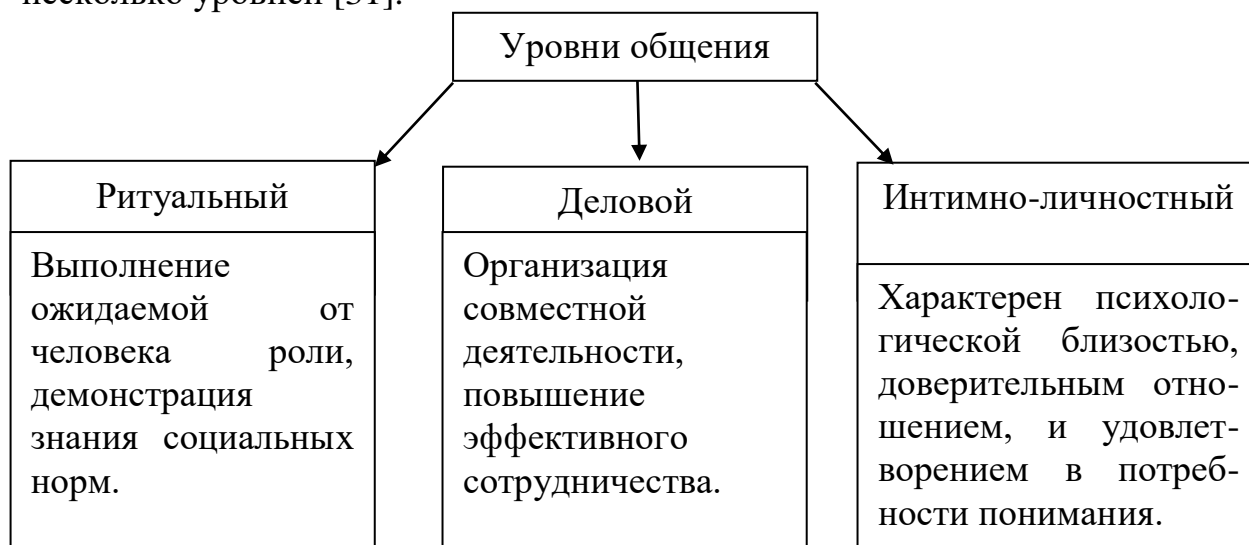 несколько уровней [51].
Уровни общения
Ритуальный
Выполнение
ожидаемой от
человека роли,
демонстрация
знания социальных
норм.
Деловой
Организация
совместной
деятельности,
повышение
эффективного
сотрудничества.
Интимно-личностный
Характерен психоло-
гической близостью,
доверительным отно-
шением, и удовлет-
ворением в потреб-
ности понимания.